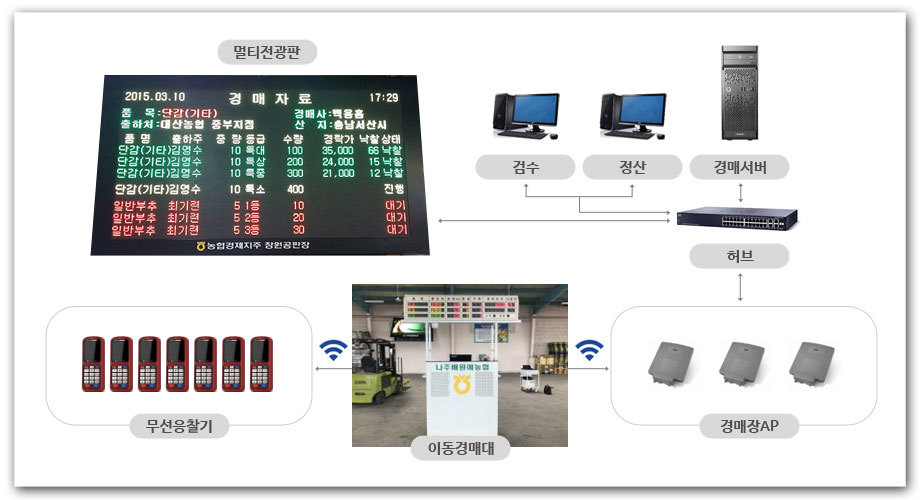 멀티전광판
2015.03.10 경 매 자 료 17:29
품 목:단감(기타) 경매사:백용흠
출하처:대산농협 중부지점 산 지:충남서산시
품 명 출하주 중 량 등급 수량 경락가 낙찰 상태
단감(기타)김영수 10 특대 100 35,000 66 낙찰
단감(기타)김영수 10 특상 200 24,000 15 낙찰
단감(기타)김영수 10 특중 300 21,000 12 낙찰
단감(기타)김영수 10 특소 400 진행
일반부추 최기련 5 1등 10 대기
일반부추 최기련 5 2등 20 대기
일반부추 최기련 5 3등 30 대기
농협경제지주 창원공판장
검수
정산
경매서버
허브
나주배원예농협
무선응찰기
이동경매대
경매장AP